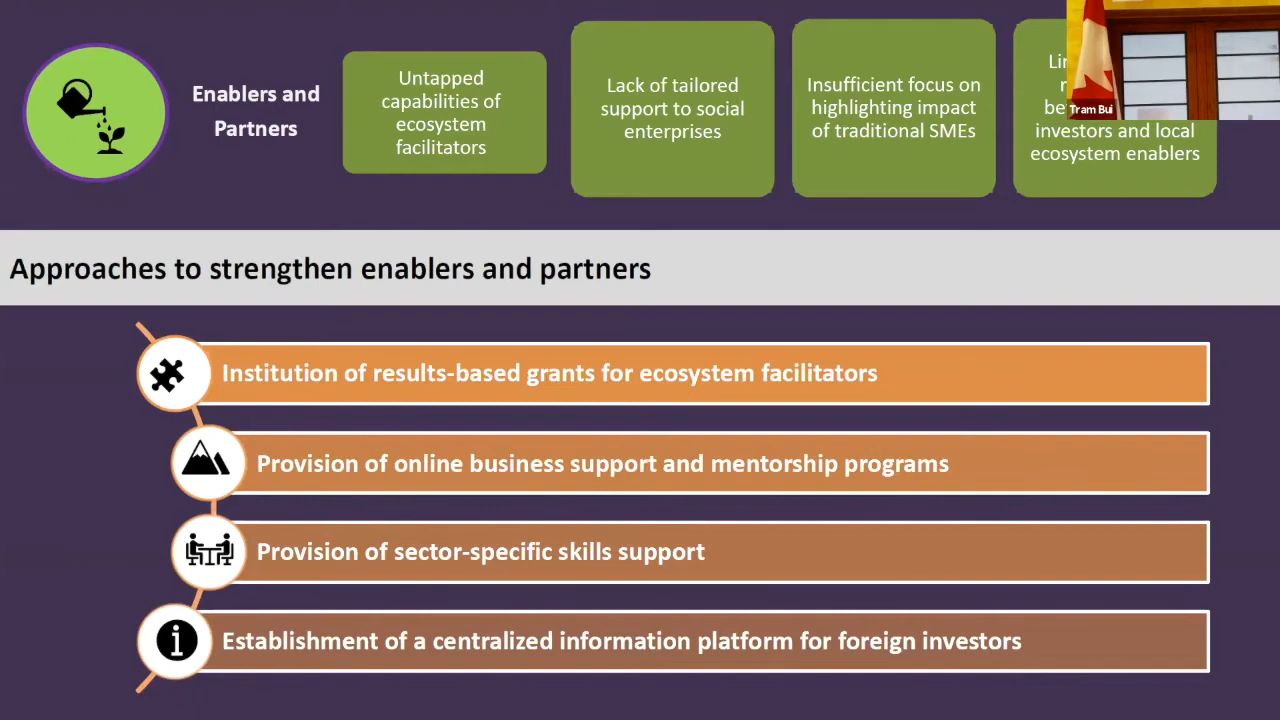 Enablers and
Partners
Untapped
capabilities of
ecosystem
facilitators
Lack of tailored
support to social
enterprises
Insufficient focus on
highlighting impact
of traditional SMEs
investors and local
ecosystem enablers
Tram Bui
Approaches to strengthen enablers and partners
Institution of results-based grants for ecosystem facilitators
Provision of online business support and mentorship programs
Provision of sector-specific skills support
Establishment of a centralized information platform for foreign investors